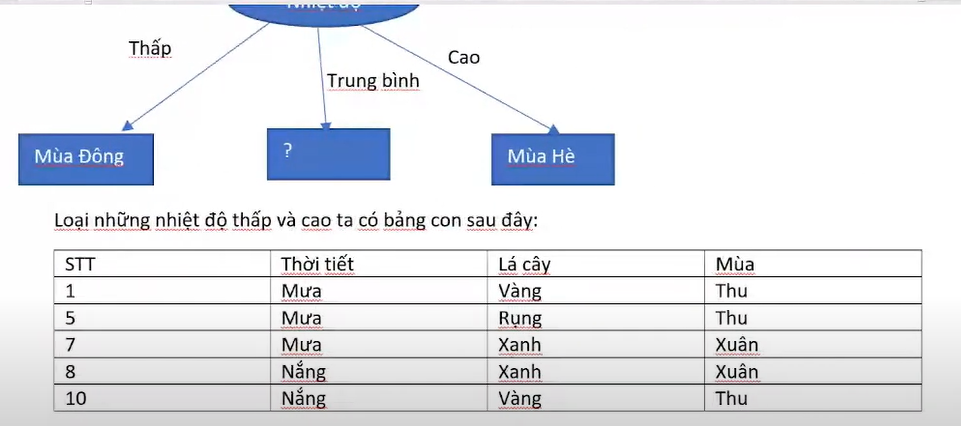 Nhiệt độ
Thấp
Cao
Trung bình
Mùa Đông
?
Mùa Hè
Loại những nhiệt độ thấp và cao ta có bảng con sau đây:
STT Thời tiết Lá cây Mùa
1 Mưa Vàng Thu
5 Mưa Rụng Thu
7 Mưa Xanh Xuân
8 Nắng Xanh Xuân
10 Nắng Vàng Thu